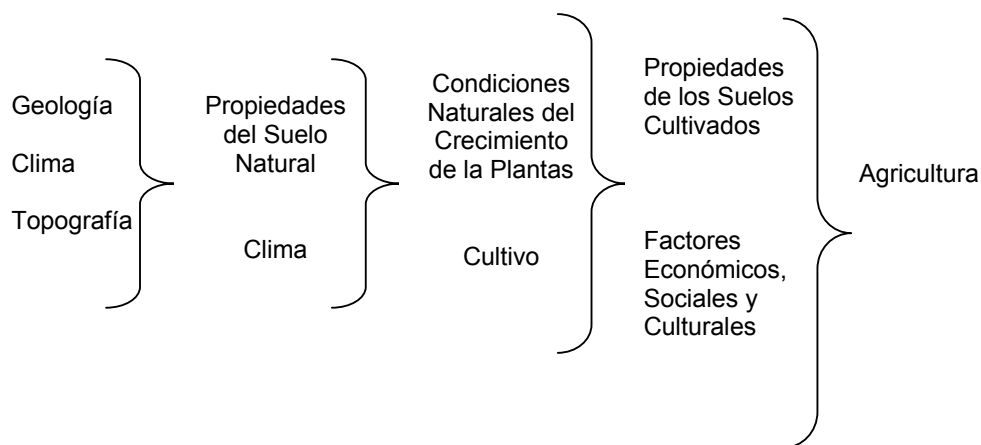 Geología
Clima
Topografía
Propiedades
del Suelo
Natural
Clima
Condiciones
Naturales del
Crecimiento
de la Plantas
Cultivo
Propiedades
de los Suelos
Cultivados
Factores
Económicos,
Sociales y
Culturales
Agricultura